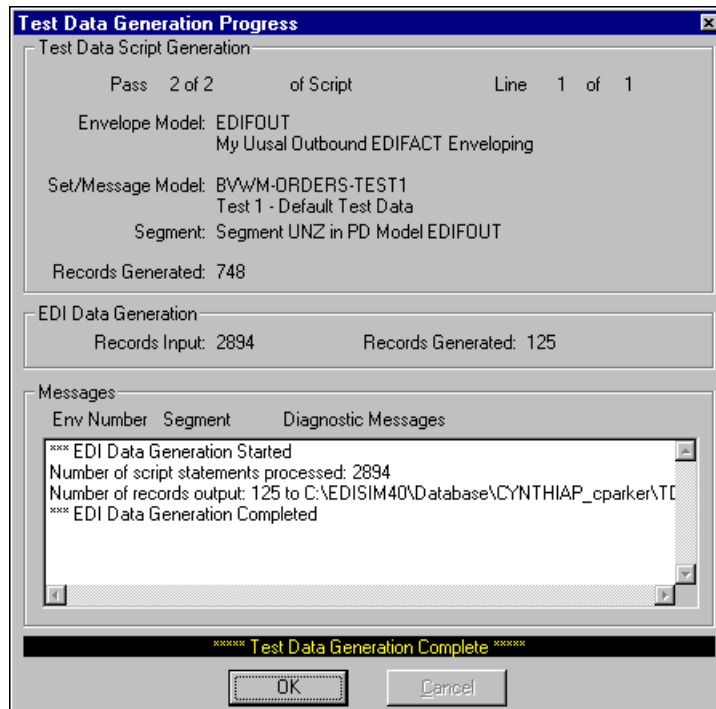 Test Data Generation Progress
Test Data Script Generation
Pass 2 of 2 of Script Line 1 of 1
Envelope Model: EDIFOUT
My Uusal Outbound EDIFACT Enveloping
Set/Message Model: BVWM-ORDERS-TEST1
Test 1 - Default Test Data
Segment: Segment UNZ in PD Model EDIFOUT
Records Generated: 748
EDI Data Generation
Records Input: 2894 Records Generated: 125
Messages
Env Number Segment Diagnostic Messages
*** EDI Data Generation Started
Number of script statements processed: 2894
Number of records output: 125 to C:\EDISIM40\Database\CYNTHIAP_cparker\TD
*** EDI Data Generation Completed
***** Test Data Generation Complete *****
OK Cancel